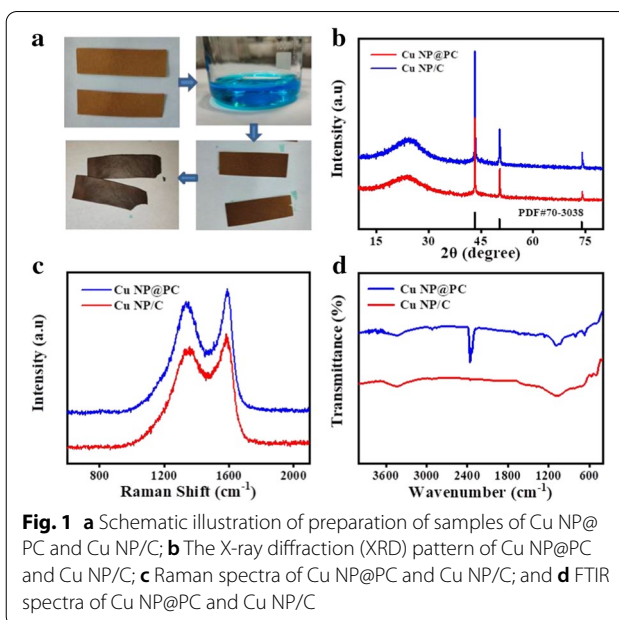 a
b
Cu NP@PC
Cu NP/C
Intensity (a.u)
PDF#70-3038
15 30 45 60 75
2θ (degree)
c
Cu NP@PC
Cu NP/C
Intensity (a.u)
800 1200 1600 2000
Raman Shift (cm-1)
d
Cu NP@PC
Cu NP/C
Transmittance (%)
3600 3000 2400 1800 1200 600
Wavenumber (cm-1)
Fig. 1 a Schematic illustration of preparation of samples of Cu NP@
PC and Cu NP/C; b The X-ray diffraction (XRD) pattern of Cu NP@PC
and Cu NP/C; c Raman spectra of Cu NP@PC and Cu NP/C; and d FTIR
spectra of Cu NP@PC and Cu NP/C